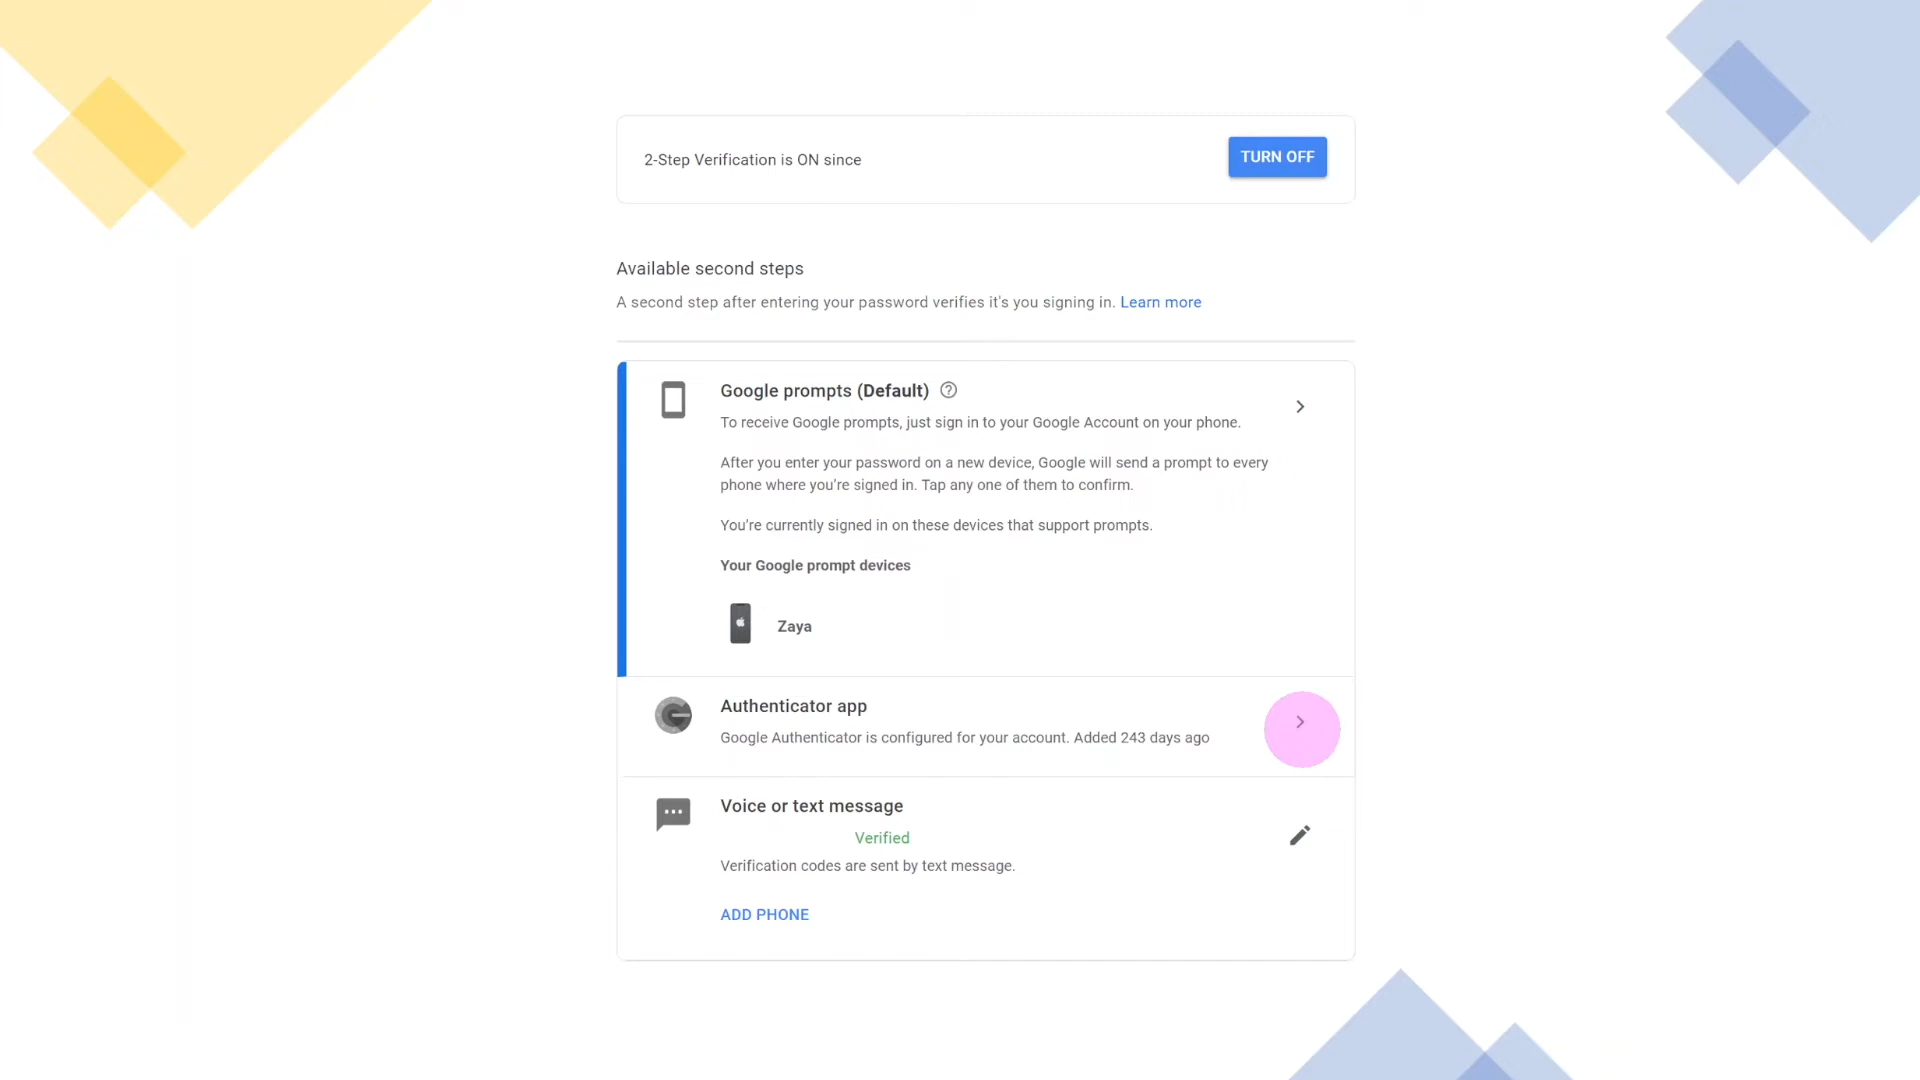 2-Step Verification is ON since
TURN OFF
Available second steps
A second step after entering your password verifies it's you signing in. Learn more
Google prompts (Default)
To receive Google prompts, just sign in to your Google Account on your phone.
After you enter your password on a new device, Google will send a prompt to every
phone where you're signed in. Tap any one of them to confirm.
You're currently signed in on these devices that support prompts.
Your Google prompt devices
Zaya
Authenticator app
Google Authenticator is configured for your account. Added 243 days ago
Voice or text message
Verified
Verification codes are sent by text message.
ADD PHONE